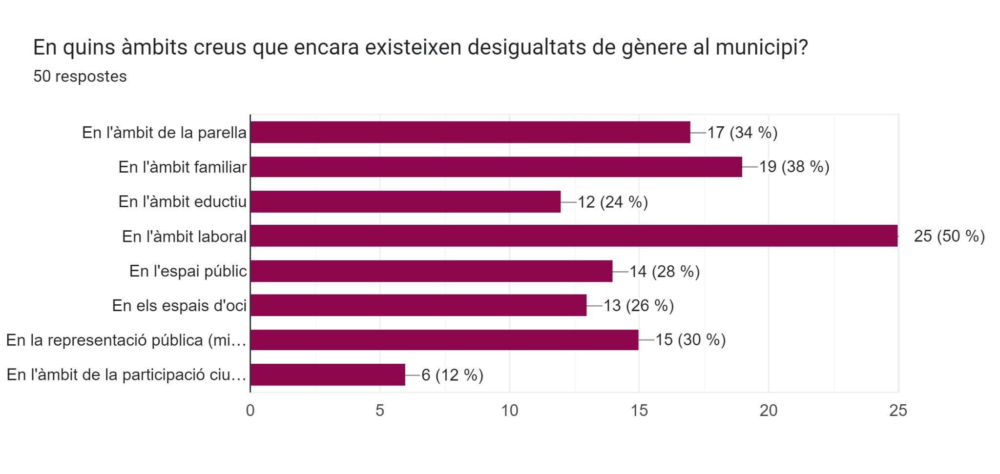 En quins àmbits creus que encara existeixen desigualtats de gènere al municipi?
50 respostes
En l'àmbit de la parella 17 (34 %)
En l'àmbit familiar 19 (38 %)
En l'àmbit eductiu 12 (24 %)
En l'àmbit laboral 25 (50 %)
En l'espai públic 14 (28 %)
En els espais d'oci 13 (26 %)
En la representació pública (mi… 15 (30 %)
En l'àmbit de la participació ciu… 6 (12 %)
0 5 10 15 20 25